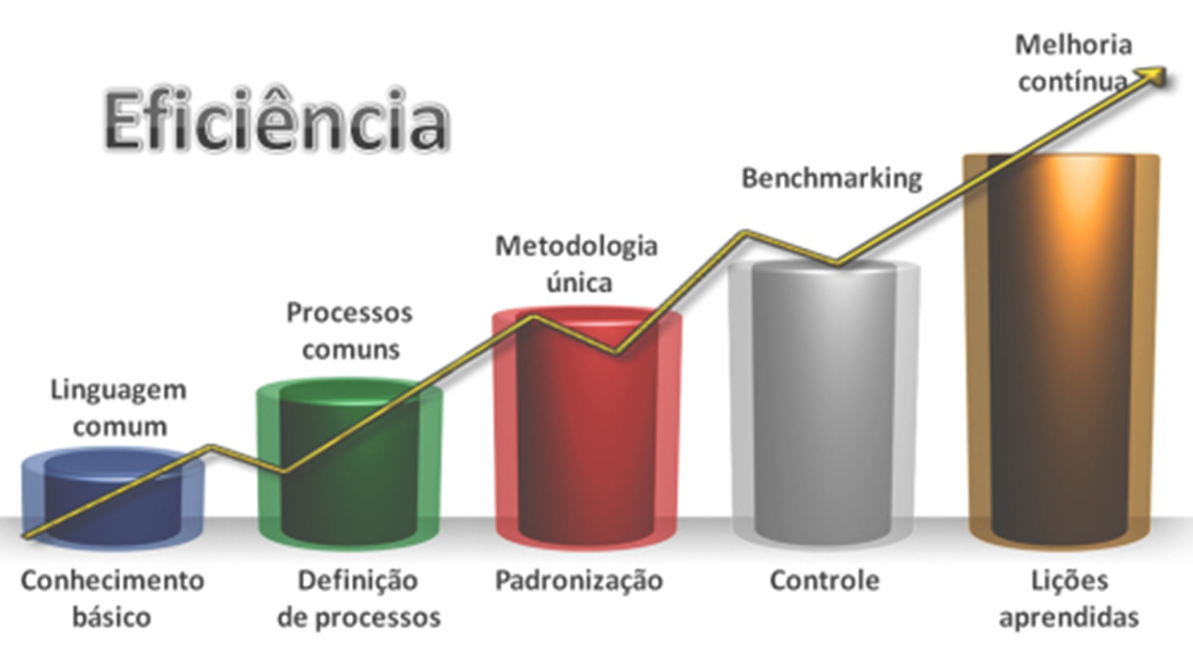 Eficiência
Melhoria
contínua
Benchmarking
Metodologia
única
Processos
comuns
Linguagem
comum
Conhecimento
básico
Definição
de processos
Padronização
Controle
Lições
aprendidas